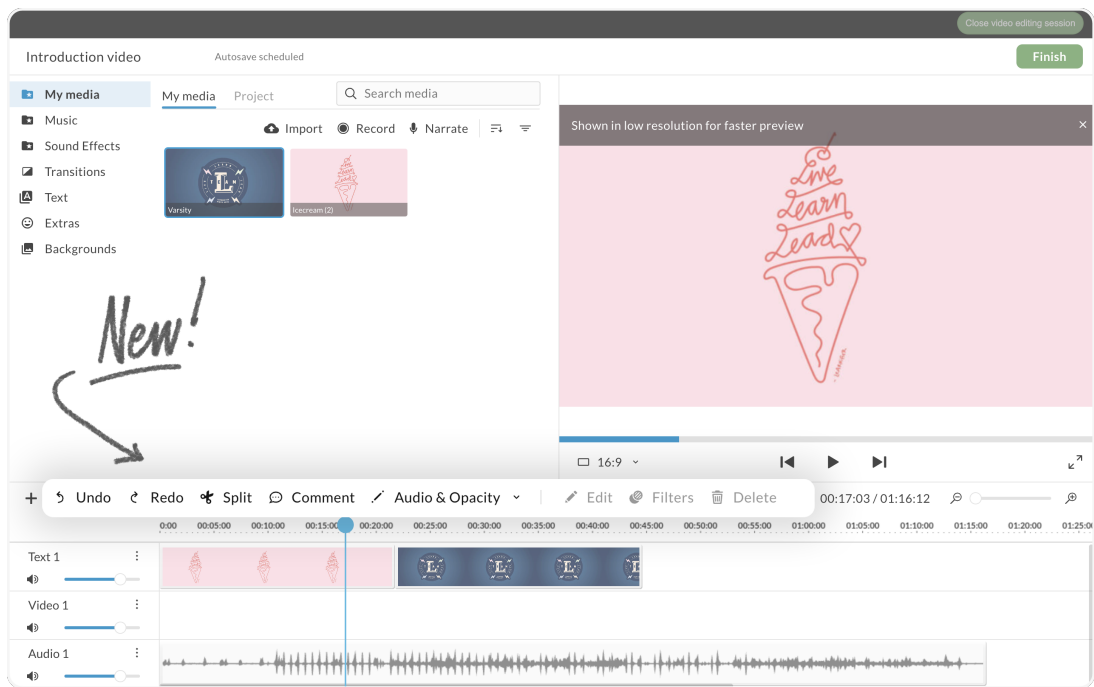 Close video editing session
Introduction video
Autosave scheduled
Finish
My media
Music
Sound Effects
Transitions
Text
Extras
Backgrounds
My media Project
Search media
Import Record Narrate
L
TEAM
Varsity
Icecream (2)
Shown in low resolution for faster preview
Live
Learn
Lead
New!
16:9
Undo Redo Split Comment Audio & Opacity Edit Filters Delete
00:17:03 / 01:16:12
0:00 00:05:00 00:10:00 00:15:00 00:20:00 00:25:00 00:30:00 00:35:00 00:40:00 00:45:00 00:50:00 00:55:00 01:00:00 01:05:00 01:10:00 01:15:00 01:20:00 01:25:0
Text 1
L L L
Video 1
Audio 1